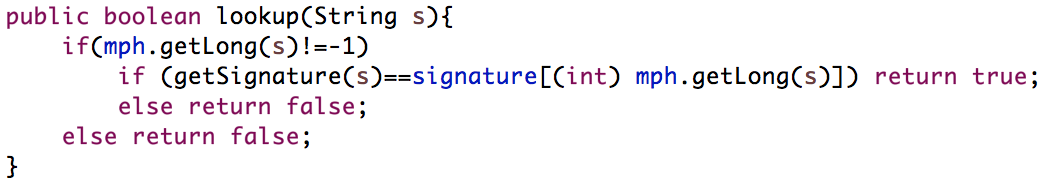 public boolean lookup(String s){
    if(mph.getLong(s)!=-1)
        if (getSignature(s)==signature[(int) mph.getLong(s)]) return true;
        else return false;
    else return false;
}